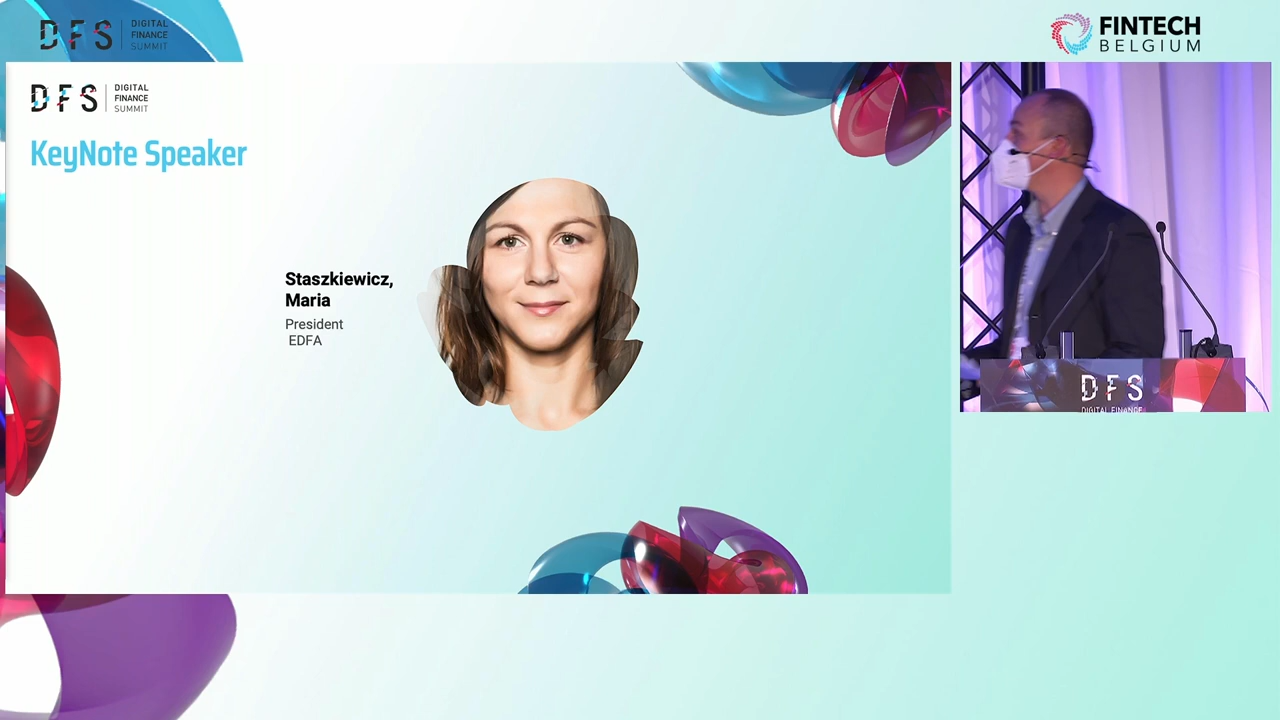 DFS
DIGITAL
FINANCE
SUMMIT
FINTECH
BELGIUM
DFS
DIGITAL
FINANCE
SUMMIT
KeyNote Speaker
Staszkiewicz,
Maria
President
EDFA
DFS
DIGITAL FINANCE